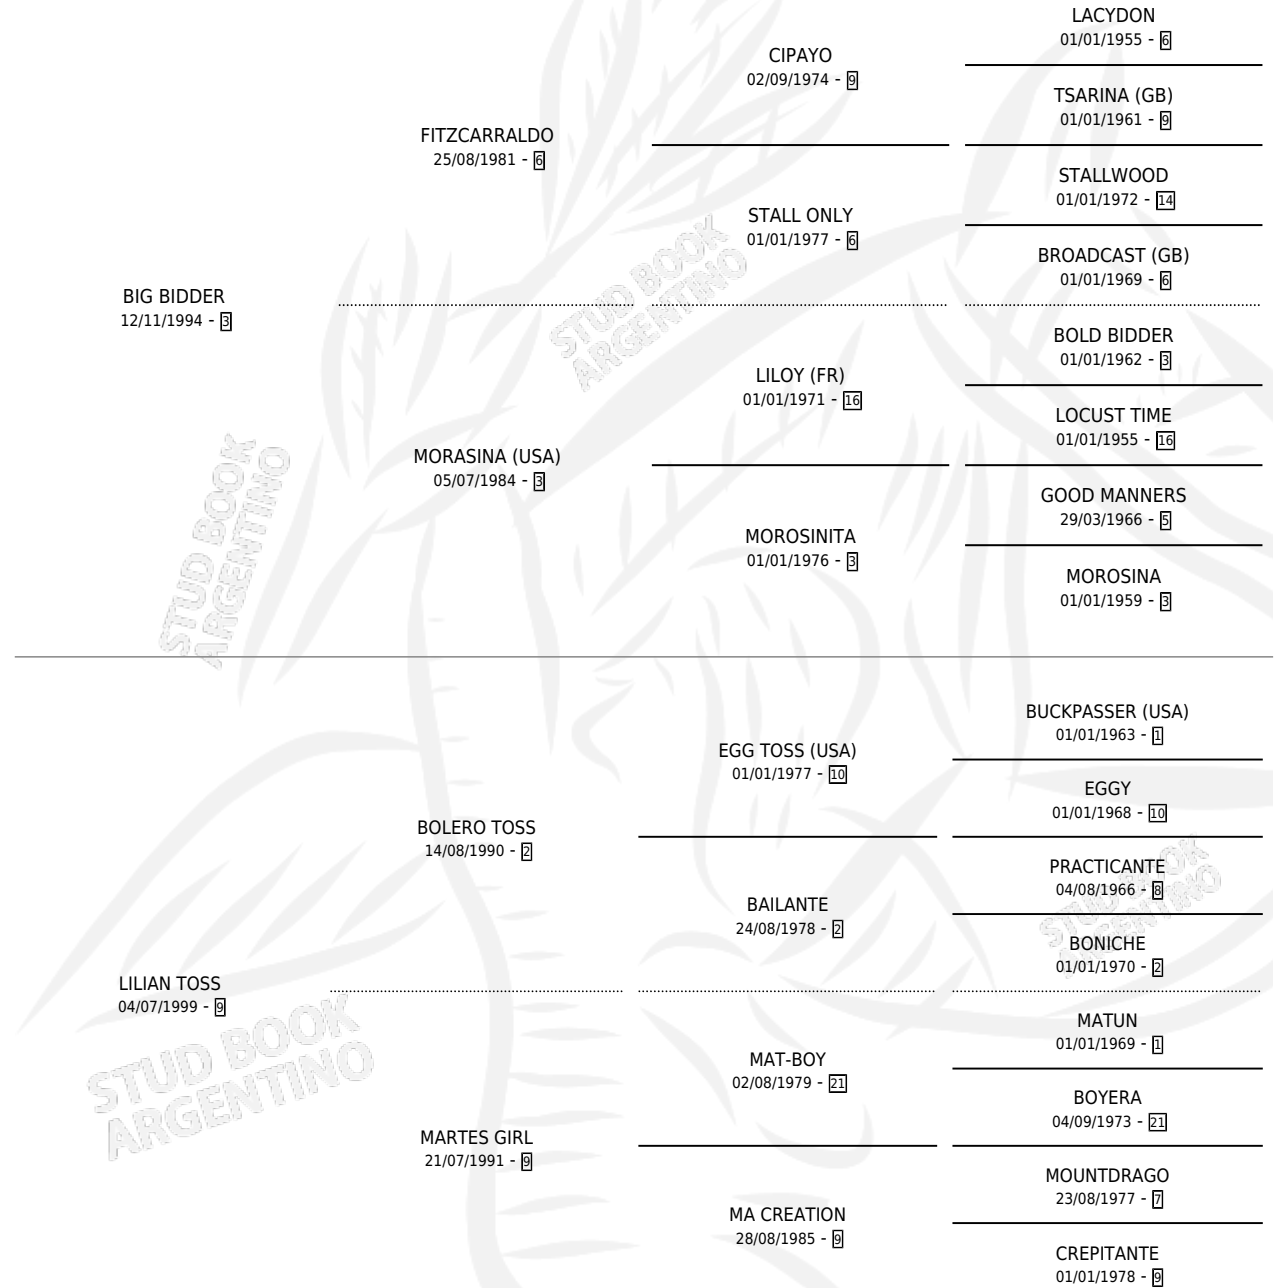 LACYDON
01/01/1955 - 6
CIPAYO
02/09/1974 - 9
TSARINA (GB)
01/01/1961 - 9
FITZCARRALDO
25/08/1981 - 6
STALLWOOD
01/01/1972 - 14
STALL ONLY
01/01/1977 - 6
BROADCAST (GB)
01/01/1969 - 6
BIG BIDDER
12/11/1994 - 3
BOLD BIDDER
01/01/1962 - 3
LILOY (FR)
01/01/1971 - 16
LOCUST TIME
01/01/1955 - 16
MORASINA (USA)
05/07/1984 - 3
GOOD MANNERS
29/03/1966 - 5
MOROSINITA
01/01/1976 - 3
MOROSINA
01/01/1959 - 3
STUD BOOK
ARGENTINO
STUD BOOK
ARGENTINO
BUCKPASSER (USA)
01/01/1963 - 1
EGG TOSS (USA)
01/01/1977 - 10
EGGY
01/01/1968 - 10
BOLERO TOSS
14/08/1990 - 2
PRACTICANTE
04/08/1966 - 8
BAILANTE
24/08/1978 - 2
BONICHE
01/01/1970 - 2
STUD BOOK
ARGENTINO
LILIAN TOSS
04/07/1999 - 9
STUD BOOK
ARGENTINO
MATUN
01/01/1969 - 1
MAT-BOY
02/08/1979 - 21
BOYERA
04/09/1973 - 21
MARTES GIRL
21/07/1991 - 9
MOUNTDRAGO
23/08/1977 - 7
MA CREATION
28/08/1985 - 9
CREPITANTE
01/01/1978 - 9